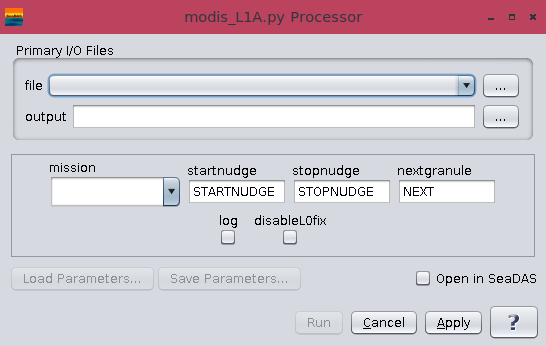 modis_L1A.py Processor
Primary I/O Files
file
...
output
...
mission
startnudge
stopnudge
nextgranule
STARTNUDGE
STOPNUDGE
NEXT
log
disableL0fix
Load Parameters...
Save Parameters...
Open in SeaDAS
Run
Cancel
Apply
?